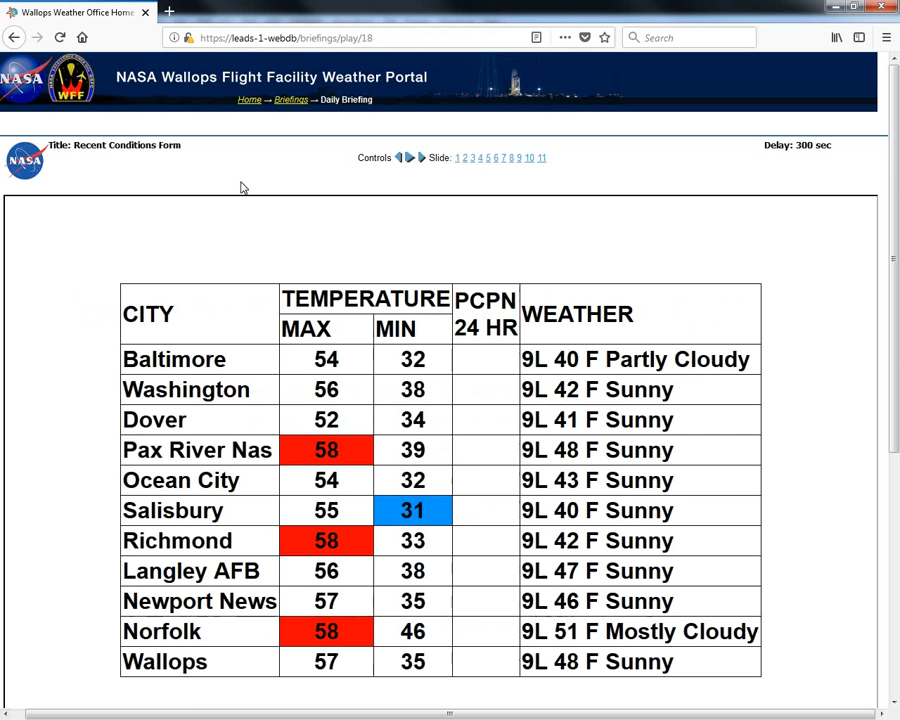 Wallops Weather Office Home
https://leads-1-webdb/briefings/play/18
Search
NASA
WFF
NASA Wallops Flight Facility Weather Portal
Home → Briefings → Daily Briefing
NASA
Title: Recent Conditions Form
Controls Slide: 1 2 3 4 5 6 7 8 9 10 11
Delay: 300 sec
CITY TEMPERATURE PCPN 24 HR WEATHER
MAX MIN
Baltimore 54 32 9L 40 F Partly Cloudy
Washington 56 38 9L 42 F Sunny
Dover 52 34 9L 41 F Sunny
Pax River Nas 58 39 9L 48 F Sunny
Ocean City 54 32 9L 43 F Sunny
Salisbury 55 31 9L 40 F Sunny
Richmond 58 33 9L 42 F Sunny
Langley AFB 56 38 9L 47 F Sunny
Newport News 57 35 9L 46 F Sunny
Norfolk 58 46 9L 51 F Mostly Cloudy
Wallops 57 35 9L 48 F Sunny